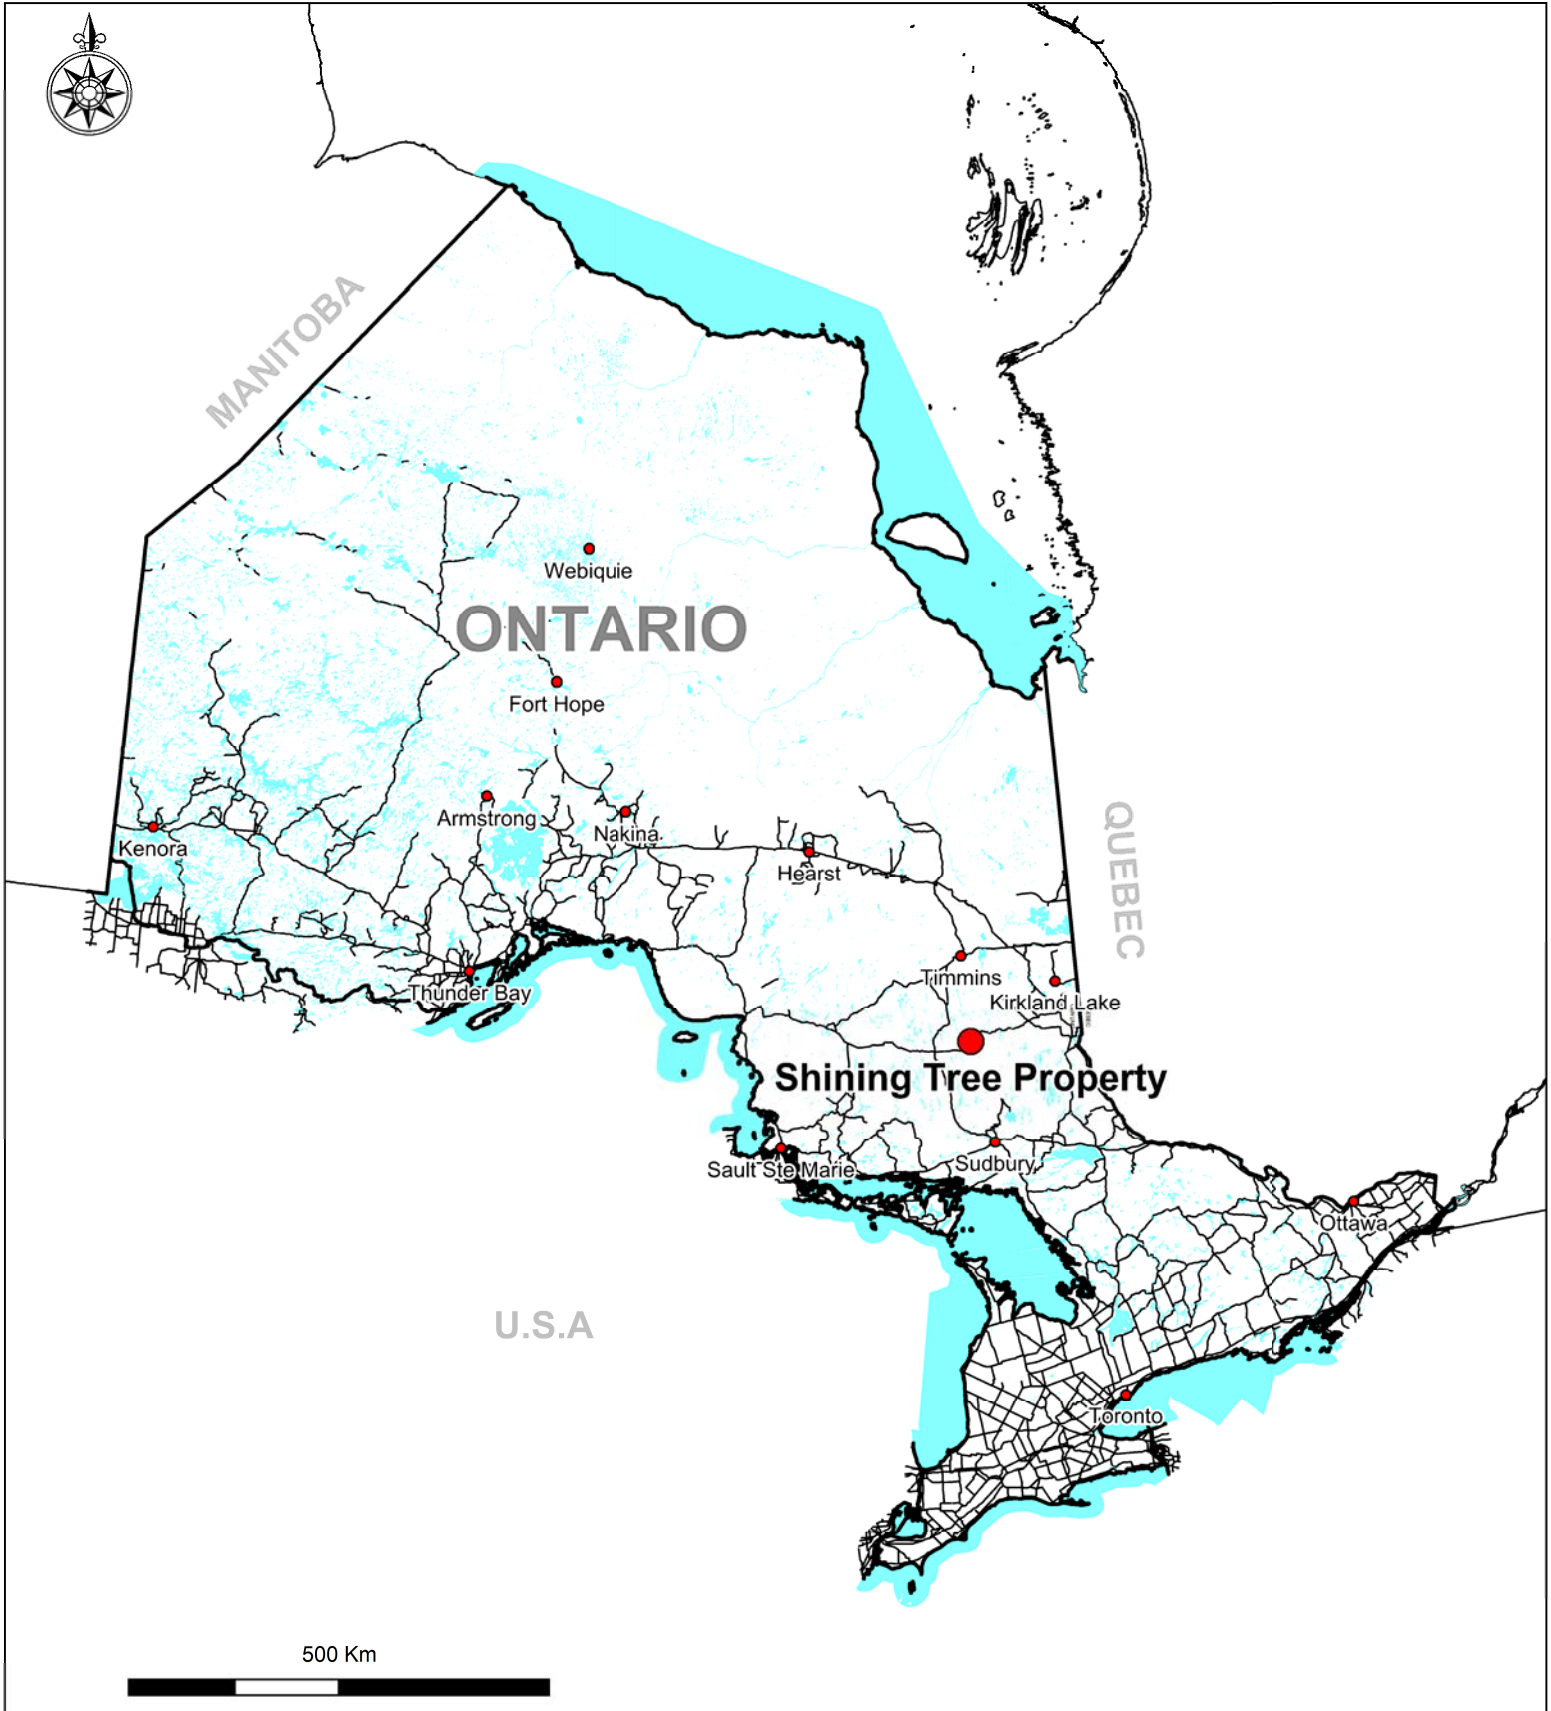 MANITOBA
Webiquie
ONTARIO
Fort Hope
Armstrong
Nakina
Kenora
Hearst
QUEBEC
Timmins
Thunder Bay
Kirkland Lake
Shining Tree Property
Sault Ste Marie
Sudbury
Ottawa
U.S.A
Toronto
500 Km